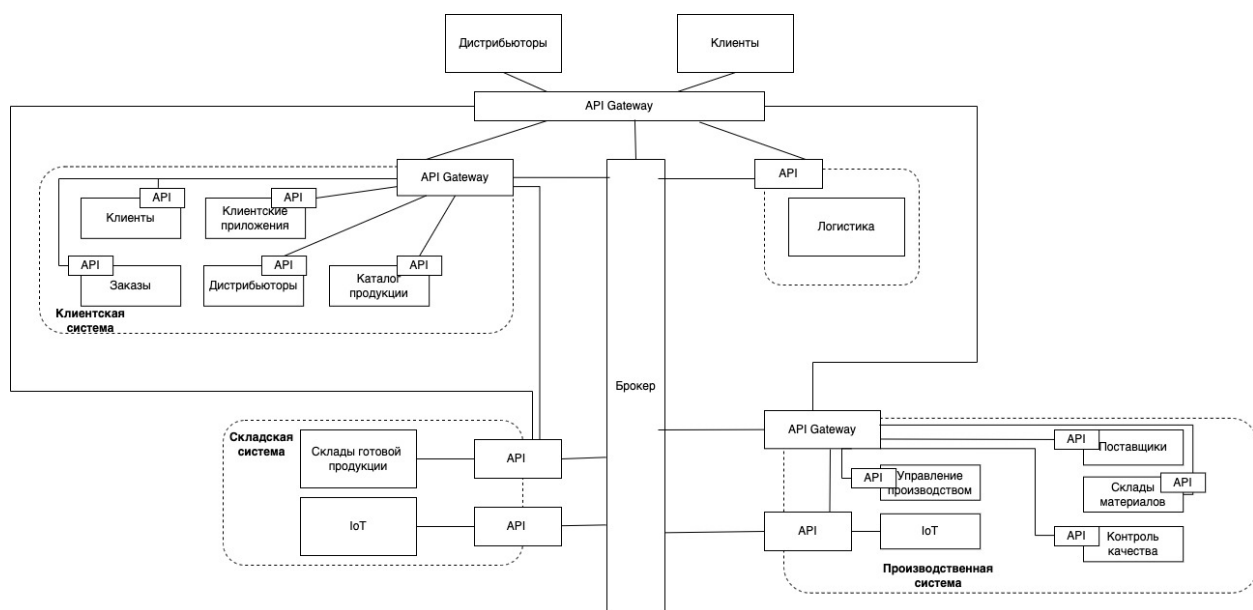 Дистрибьюторы
Клиенты
API Gateway
API Gateway
API
API
Клиенты
API
Клиентские
приложения
Логистика
API
Заказы
API
Дистрибьюторы
API
Каталог
продукции
Клиентская
система
Брокер
Складская
система
Склады готовой
продукции
API
IoT
API
API Gateway
API
Поставщики
API
Управление
производством
API
Склады
материалов
API
IoT
API
Контроль
качества
Производственная
система